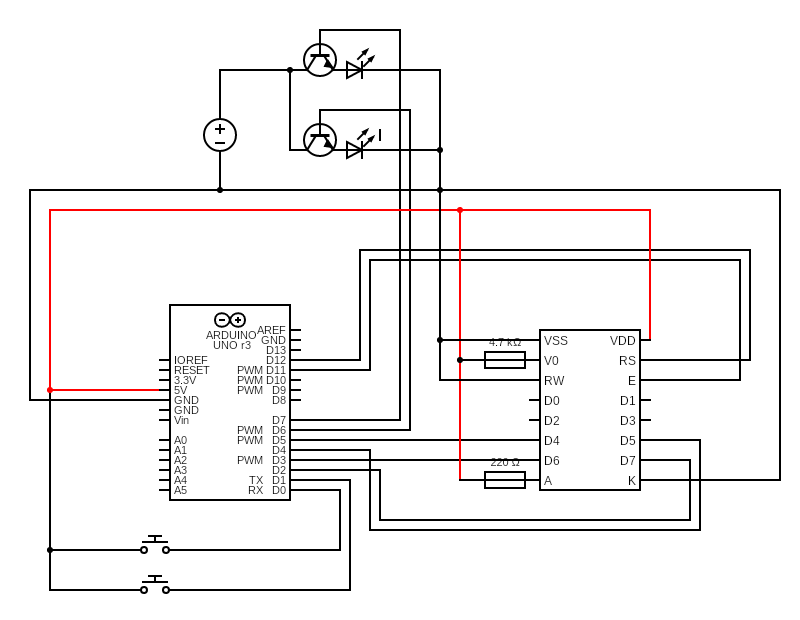 I
ARDUINO
UNO r3
AREF
GND
D13
IOREF
D12
RESET
PWM D11
3.3V
PWM D10
5V
PWM D9
GND
D8
GND
Vin
D7
PWM D6
A0
PWM D5
A1
D4
A2
PWM D3
A3
D2
A4
TX D1
A5
RX D0
4.7 kΩ
VSS VDD
V0 RS
RW E
D0 D1
D2 D3
D4 D5
220 Ω
D6 D7
A K